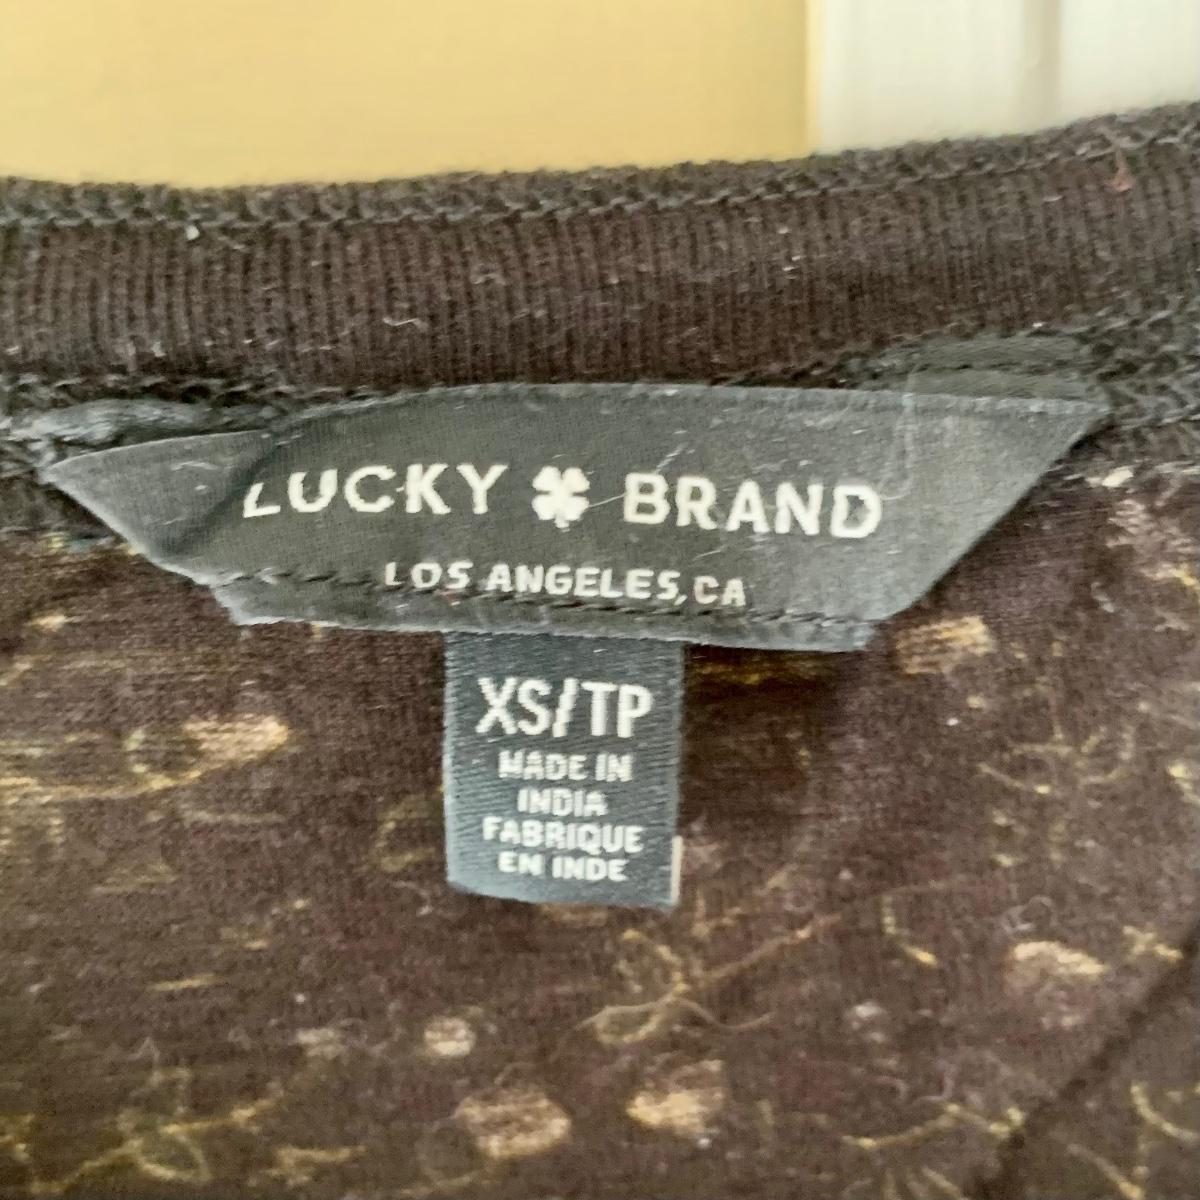 LUCKY BRAND
LOS ANGELES, CA
XS/TP
MADE IN
INDIA
FABRIQUE
EN INDE